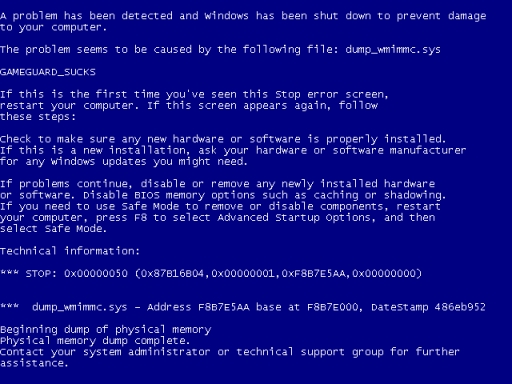 A problem has been detected and Windows has been shut down to prevent damage
to your computer.
The problem seems to be caused by the following file: dump_wmimmc.sys
GAMEGUARD_SUCKS
If this is the first time you've seen this Stop error screen,
restart your computer. If this screen appears again, follow
these steps:
Check to make sure any new hardware or software is properly installed.
If this is a new installation, ask your hardware or software manufacturer
for any Windows updates you might need.
If problems continue, disable or remove any newly installed hardware
or software. Disable BIOS memory options such as caching or shadowing.
If you need to use Safe Mode to remove or disable components, restart
your computer, press F8 to select Advanced Startup Options, and then
select Safe Mode.
Technical information:
*** STOP: 0x00000050 (0x87B16B04,0x00000001,0xF8B7E5AA,0x00000000)
***  dump_wmimmc.sys - Address F8B7E5AA base at F8B7E000, DateStamp 486eb952
Beginning dump of physical memory
Physical memory dump complete.
Contact your system administrator or technical support group for further
assistance.